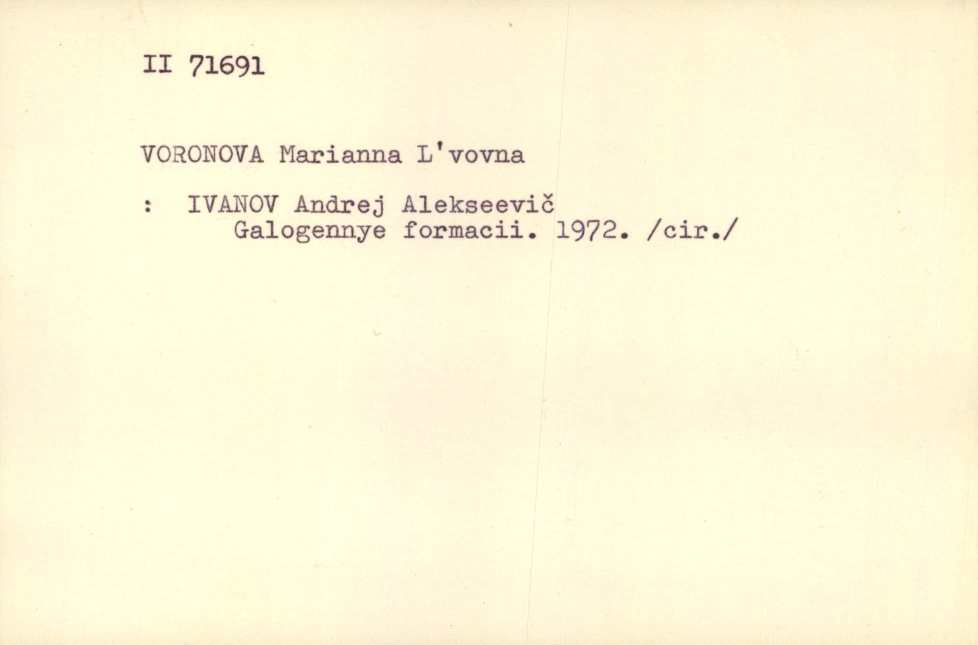 II 71691
VORONOVA Marianna L'vovna
: IVANOV Andrej Alekseevič
Galogennye formacii. 1972. /cir./